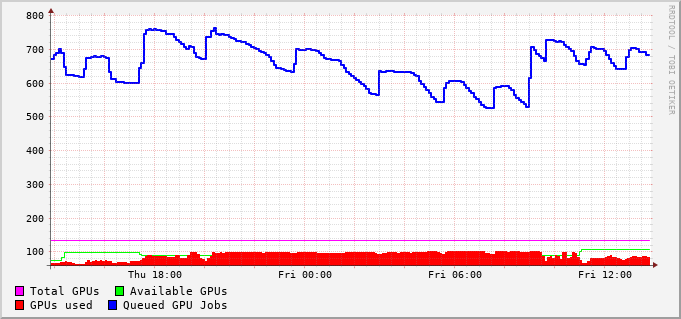 800
700
600
500
400
300
200
100
Thu 18:00 Fri 00:00 Fri 06:00 Fri 12:00
Total GPUs Available GPUs
GPUs used Queued GPU Jobs
RRDTOOL / TOBI OETIKER